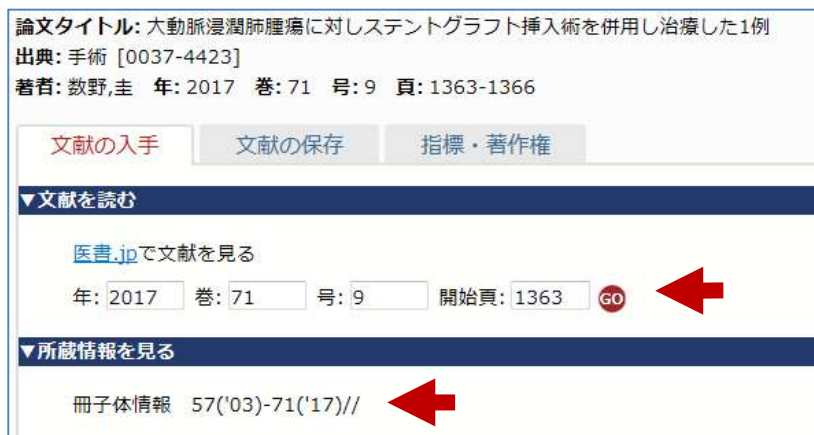 論文タイトル: 大動脈浸潤肺腫瘍に対しステントグラフト挿入術を併用し治療した1例
出典: 手術 [0037-4423]
著者: 数野,圭 年: 2017 巻: 71 号: 9 頁: 1363-1366
文献の入手 文献の保存 指標・著作権
▼文献を読む
医書.jpで文献を見る
年: 2017 巻: 71 号: 9 開始頁: 1363 GO
▼所蔵情報を見る
冊子体情報 57('03)-71('17)//